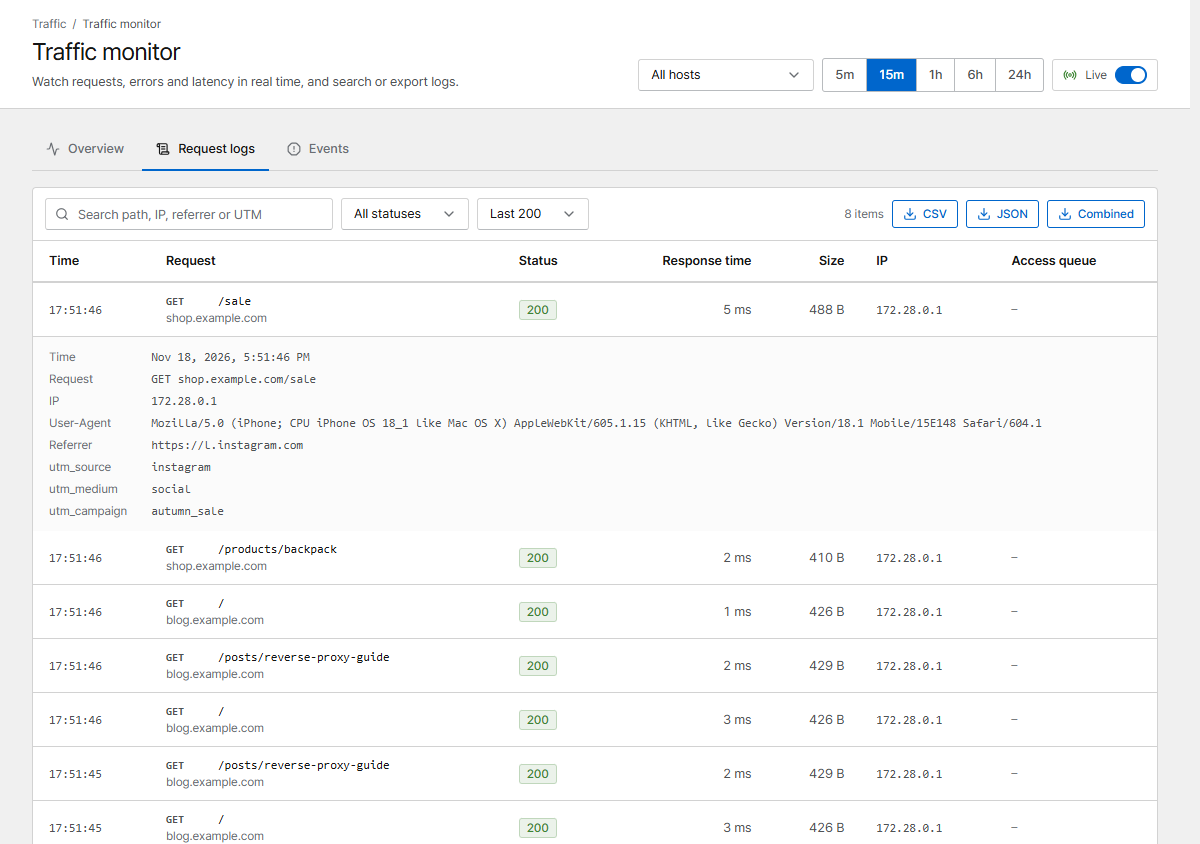 Traffic / Traffic monitor
Traffic monitor
Watch requests, errors and latency in real time, and search or export logs.
All hosts 5m 15m 1h 6h 24h Live
Overview Request logs Events
Search path, IP, referrer or UTM All statuses Last 200 8 items CSV JSON Combined
Time Request Status Response time Size IP Access queue
17:51:46 GET /sale 200 5 ms 488 B 172.28.0.1 –
shop.example.com
Time Nov 18, 2026, 5:51:46 PM
Request GET shop.example.com/sale
IP 172.28.0.1
User-Agent Mozilla/5.0 (iPhone; CPU iPhone OS 18_1 like Mac OS X) AppleWebKit/605.1.15 (KHTML, like Gecko) Version/18.1 Mobile/15E148 Safari/604.1
Referrer https://l.instagram.com
utm_source instagram
utm_medium social
utm_campaign autumn_sale
17:51:46 GET /products/backpack 200 2 ms 410 B 172.28.0.1 –
shop.example.com
17:51:46 GET / 200 1 ms 426 B 172.28.0.1 –
blog.example.com
17:51:46 GET /posts/reverse-proxy-guide 200 2 ms 429 B 172.28.0.1 –
blog.example.com
17:51:46 GET / 200 3 ms 426 B 172.28.0.1 –
blog.example.com
17:51:45 GET /posts/reverse-proxy-guide 200 2 ms 429 B 172.28.0.1 –
blog.example.com
17:51:45 GET / 200 3 ms 426 B 172.28.0.1 –
blog.example.com